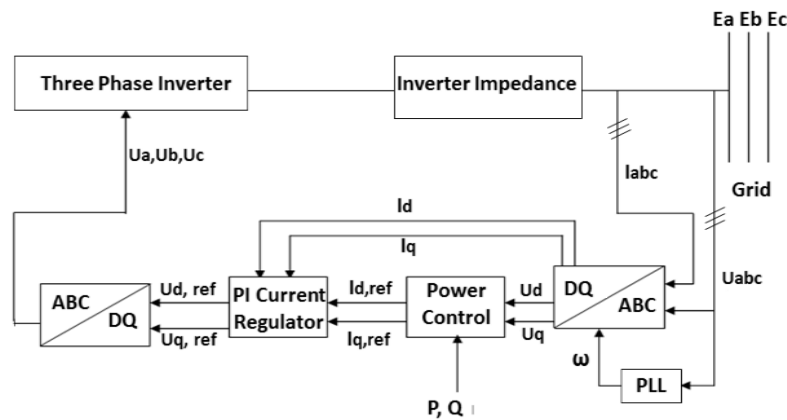 Ea Eb Ec
Three Phase Inverter
Inverter Impedance
Ua,Ub,Uc
Iabc
Grid
Id
Iq
Uabc
ABC
DQ
Ud, ref
Uq, ref
PI Current
Regulator
Id,ref
Iq,ref
Power
Control
Ud
Uq
DQ
ABC
ω
PLL
P, Q